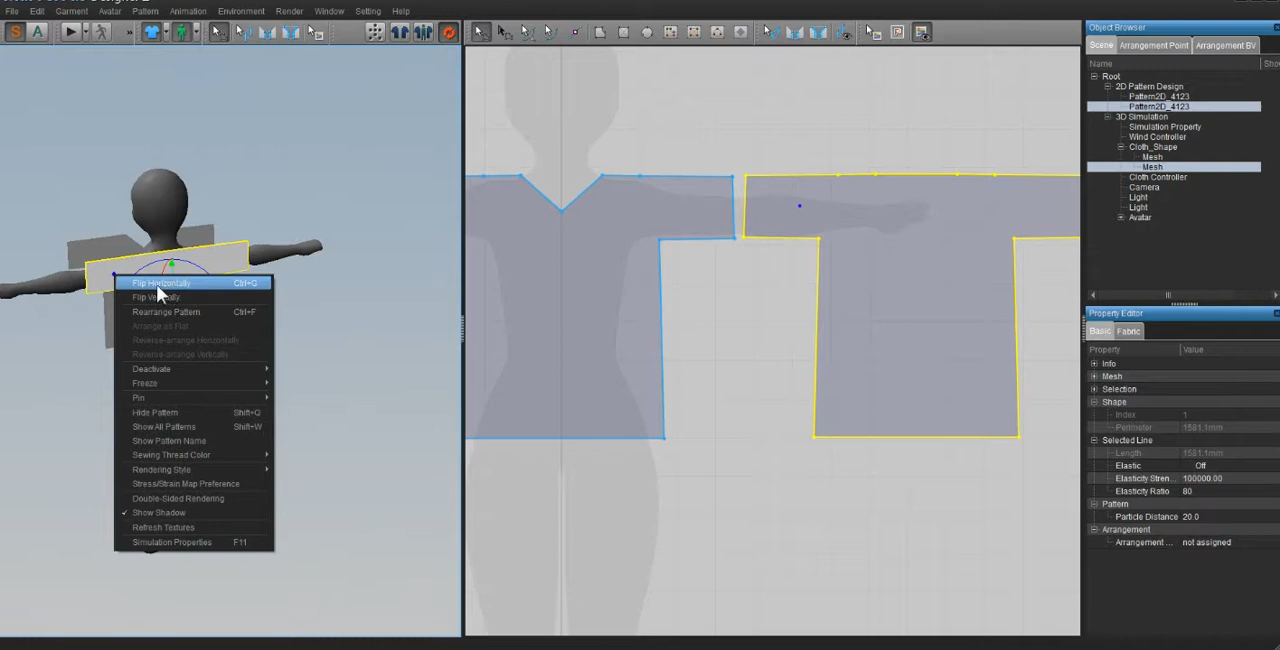 File Edit Garment Avatar Pattern Animation Environment Render Window Setting Help
S A
Object Browser
Scene Arrangement Point Arrangement BV
Name
Root
2D Pattern Design
Pattern2D_4123
Pattern2D_4123
3D Simulation
Simulation Property
Wind Controller
Cloth_Shape
Mesh
Mesh
Cloth Controller
Camera
Light
Light
Avatar
Flip Horizontally Ctrl+G
Flip Vertically
Rearrange Pattern Ctrl+F
Arrange as Flat
Reverse-arrange Horizontally
Reverse-arrange Vertically
Deactivate
Freeze
Pin
Hide Pattern Shift+Q
Show All Patterns Shift+W
Show Pattern Name
Sewing Thread Color
Rendering Style
Stress/Strain Map Preference
Double-Sided Rendering
Show Shadow
Refresh Textures
Simulation Properties F11
Property Editor
Basic Fabric
Property Value
Info
Mesh
Selection
Shape
Index 1
Perimeter 1581.1mm
Selected Line
Length 1581.1mm
Elastic Off
Elasticity Stren... 100000.00
Elasticity Ratio 80
Pattern
Particle Distance 20.0
Arrangement
Arrangement ... not assigned